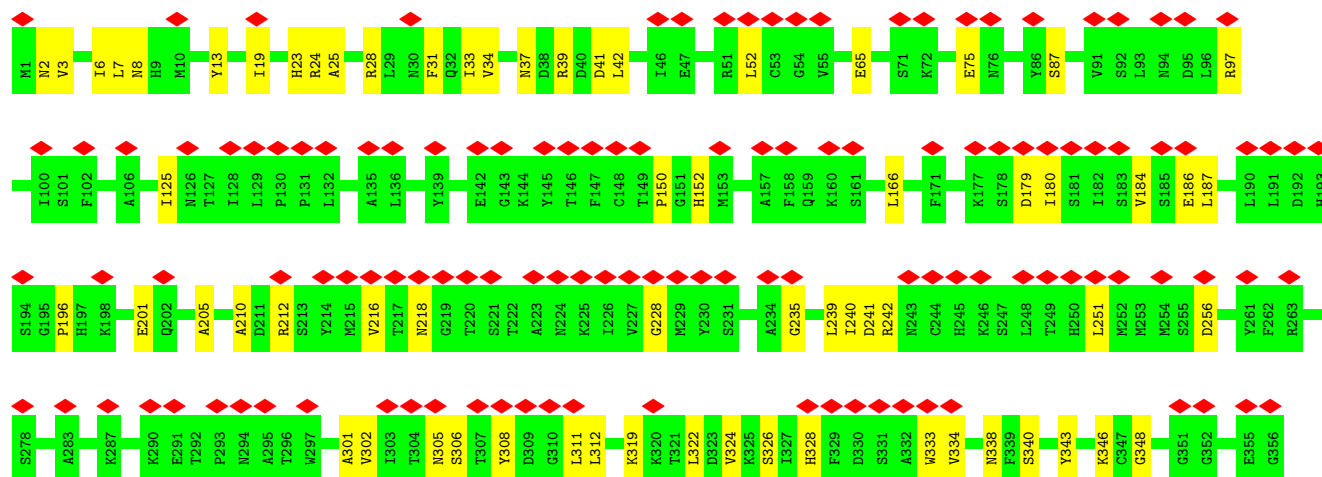 M1 N2 V3 I6 L7 N8 H9 M10 Y13 I19 H23 R24 A25 R28 L29 N30 F31 Q32 I33 V34 N37 D38 R39 D40 D41 L42 I46 E47 R51 L52 C53 G54 V55 E65 S71 K72 E75 N76 Y86 S87 V91 S92 L93 N94 D95 L96 R97
I100 S101 F102 A106 I125 N126 T127 I128 L129 P130 P131 L132 A135 L136 Y139 E142 G143 K144 Y145 T146 F147 C148 T149 P150 G151 H152 M153 A157 F158 Q159 K160 S161 L166 F171 K177 S178 D179 I180 S181 I182 S183 V184 S185 E186 L187 L190 L191 D192 H193
S194 G195 P196 H197 K198 E201 Q202 A205 A210 D211 R212 S213 Y214 M215 V216 T217 N218 G219 T220 S221 T222 A223 N224 K225 I226 V227 G228 M229 Y230 S231 A234 G235 L239 I240 D241 R242 N243 C244 H245 K246 S247 L248 T249 H250 L251 M252 M253 M254 S255 D256 Y261 F262 R263
S278 A283 K287 K290 E291 T292 P293 N294 A295 T296 W297 A301 V302 I303 T304 N305 S306 T307 Y308 D309 G310 L311 L312 K319 K320 T321 L322 D323 V324 K325 S326 I327 H328 F329 D330 S331 A332 W333 V334 N338 F339 S340 Y343 K346 C347 G348 G351 G352 E355 G356